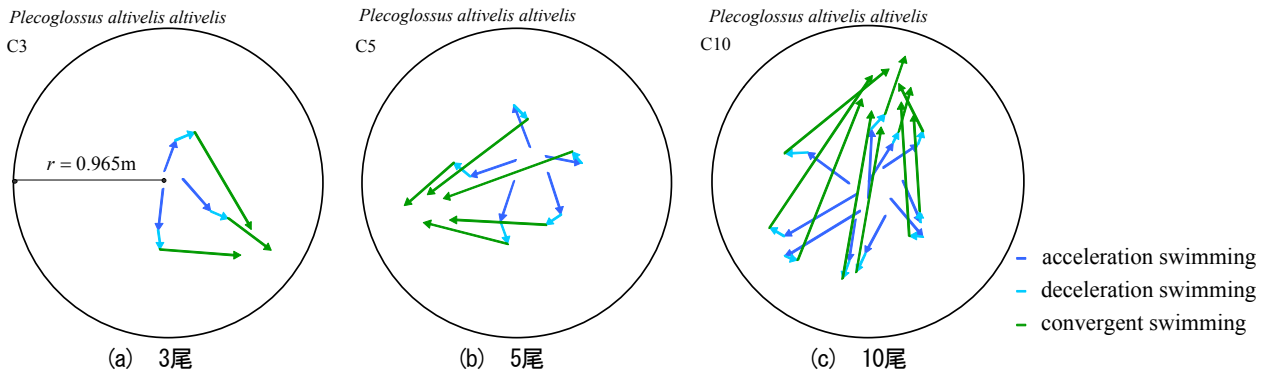 Plecoglossus altivelis altivelis
C3
r = 0.965m
(a) 3尾
Plecoglossus altivelis altivelis
C5
(b) 5尾
Plecoglossus altivelis altivelis
C10
(c) 10尾
acceleration swimming
deceleration swimming
convergent swimming